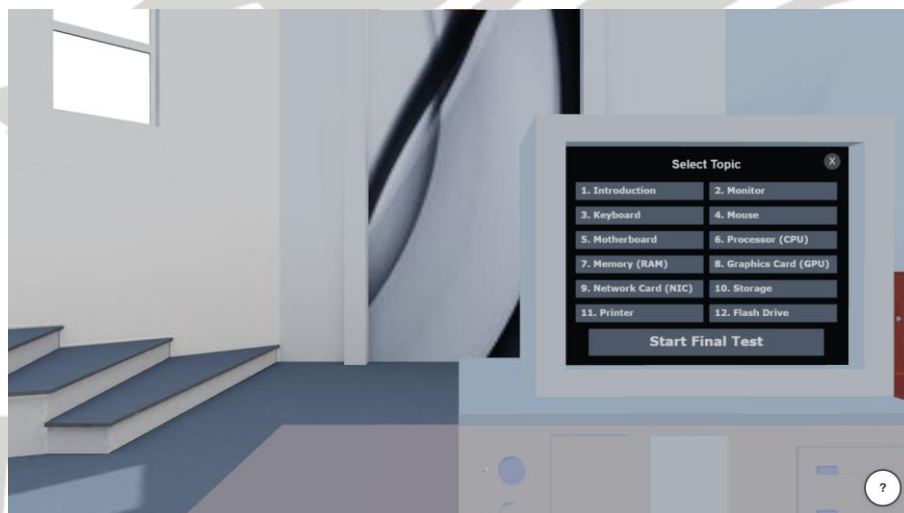 Select Topic
X
1. Introduction
2. Monitor
3. Keyboard
4. Mouse
5. Motherboard
6. Processor (CPU)
7. Memory (RAM)
8. Graphics Card (GPU)
9. Network Card (NIC)
10. Storage
11. Printer
12. Flash Drive
Start Final Test
?